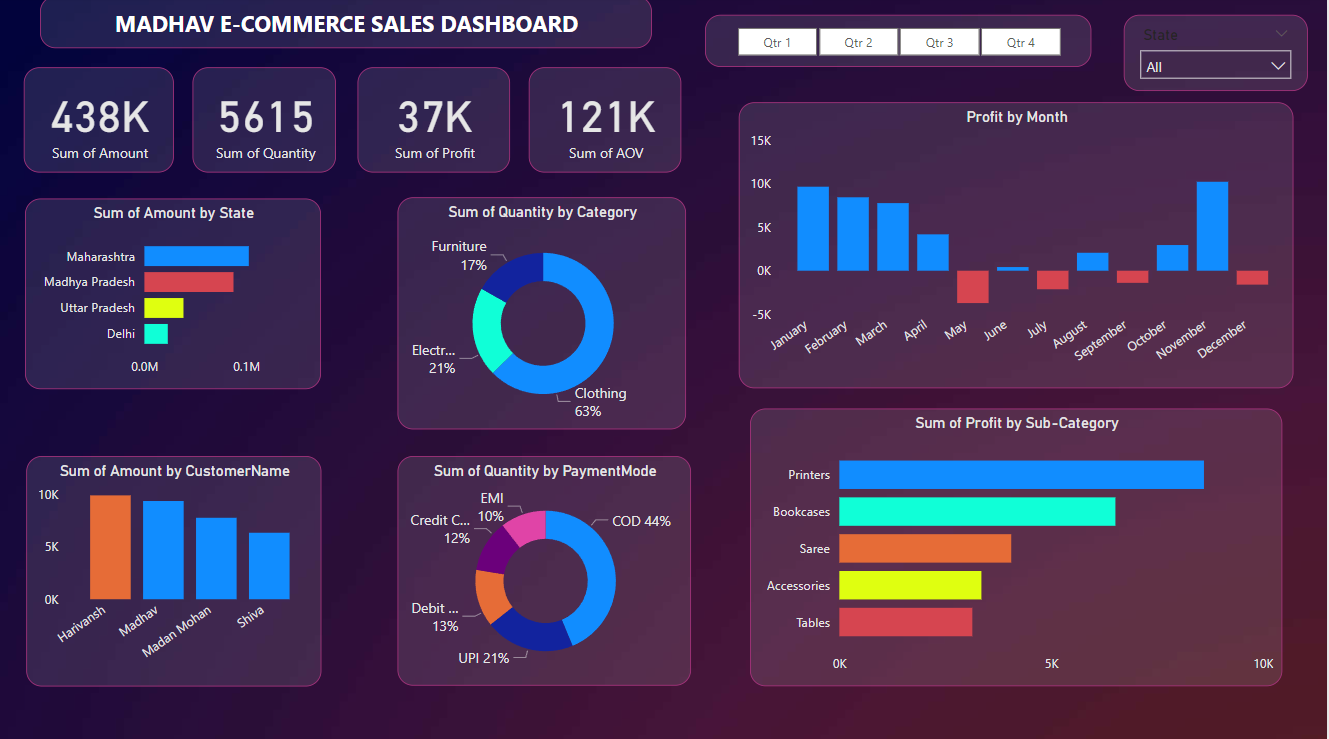 MADHAV E-COMMERCE SALES DASHBOARD
Qtr 1
Qtr 2
Qtr 3
Qtr 4
State
All
438K
Sum of Amount
5615
Sum of Quantity
37K
Sum of Profit
121K
Sum of AOV
Profit by Month
15K
10K
5K
0K
-5K
January
February
March
April
May
June
July
August
September
October
November
December
Sum of Amount by State
Maharashtra
Madhya Pradesh
Uttar Pradesh
Delhi
0.0M
0.1M
Sum of Quantity by Category
Furniture
17%
Electr...
21%
Clothing
63%
Sum of Profit by Sub-Category
Printers
Bookcases
Saree
Accessories
Tables
0K
5K
10K
Sum of Amount by CustomerName
10K
5K
0K
Harivansh
Madhav
Madan Mohan
Shiva
Sum of Quantity by PaymentMode
EMI
10%
Credit C...
12%
COD 44%
Debit ...
13%
UPI 21%